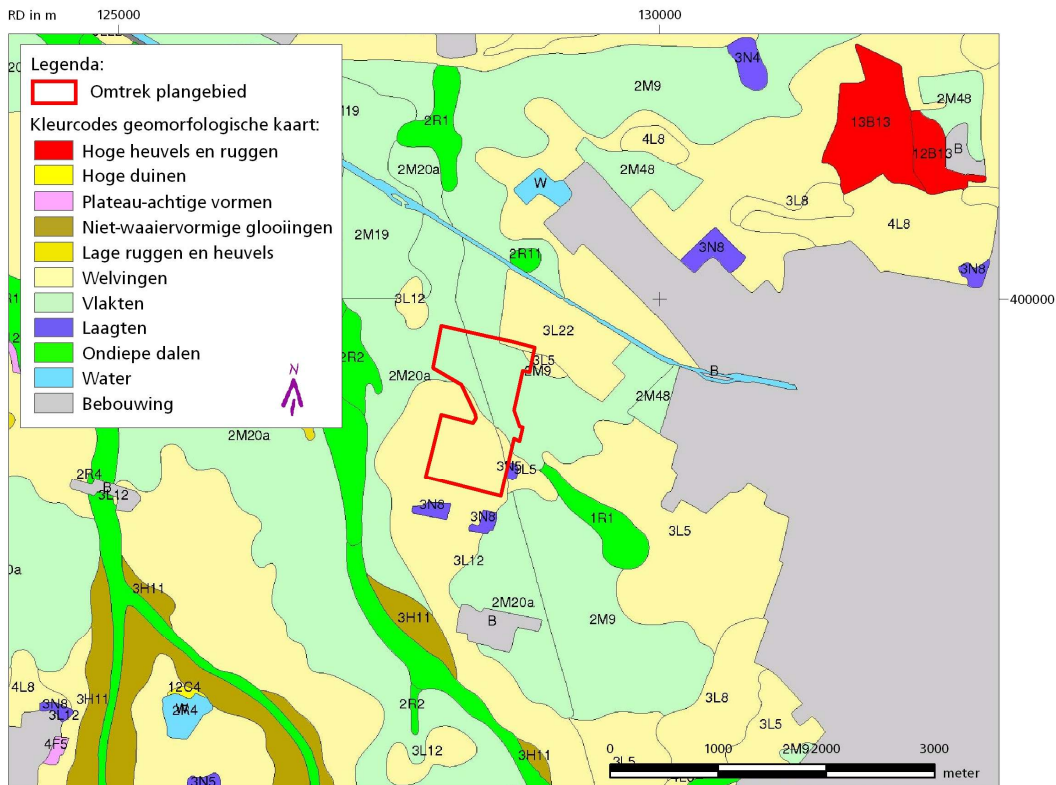 RD in m
125000
130000
400000
Legenda:
Omtrek plangebied
Kleurcodes geomorfologische kaart:
Hoge heuvels en ruggen
Hoge duinen
Plateau-achtige vormen
Niet-waaiervormige glooiingen
Lage ruggen en heuvels
Welvingen
Vlakten
Laagten
Ondiepe dalen
Water
Bebouwing
N
3N4
2M9
2M48
13B13
12B13
B
2R1
4L8
2M20a
2M48
W
3L8
4L8
2M19
3N8
3N8
2R11
3L12
3L22
2R2
3L5
2M9
2M20a
B
2M48
2M20a
2R4
B
3L12
3N5
3L5
3N8
3N8
1R1
3L5
3L12
3H11
2M20a
3H11
B
2M9
4L8
12C4
3H11
3N8
3L12
2R4
W
2R2
3L8
3L5
4F5
3L12
3H11
2M9
3L5
3N5
0
1000
2000
3000
meter